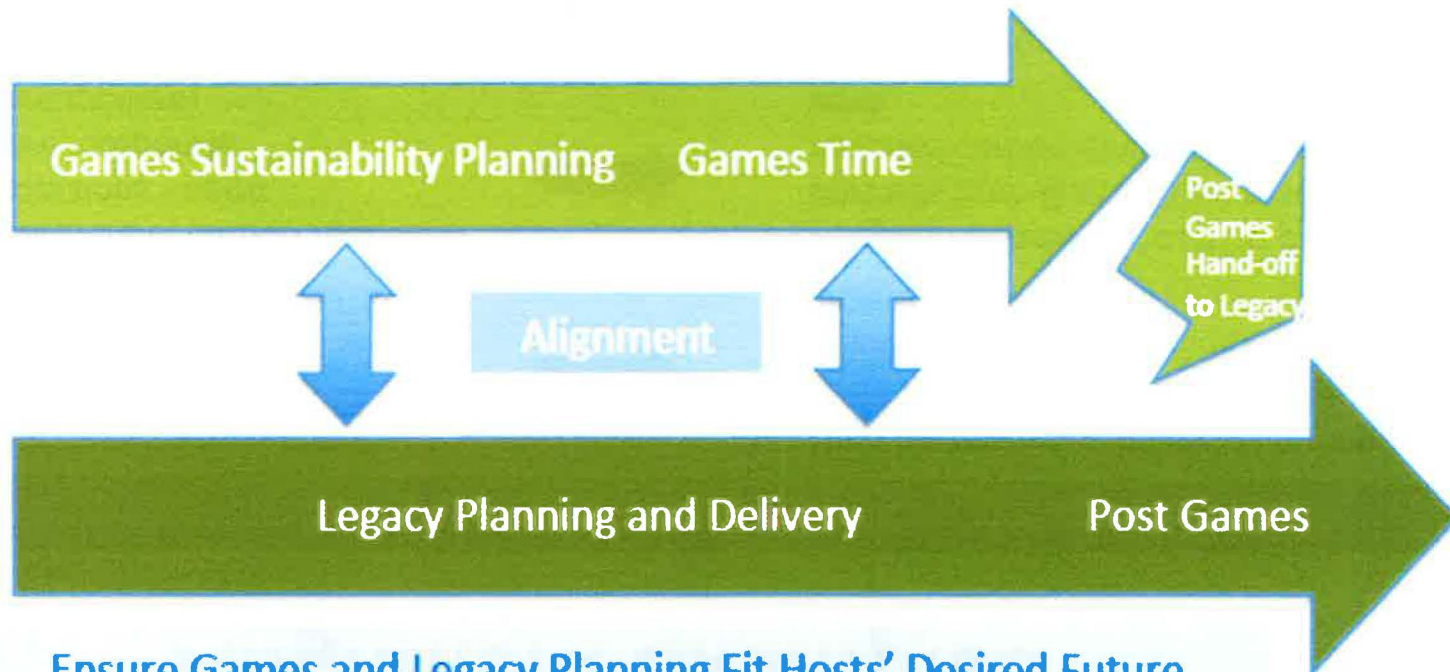 Games Sustainability Planning Games Time
Post
Games
Hand-off
to Legacy
Alignment
Legacy Planning and Delivery Post Games
Ensure Games and Legacy Planning Fit Hosts' Desired Future